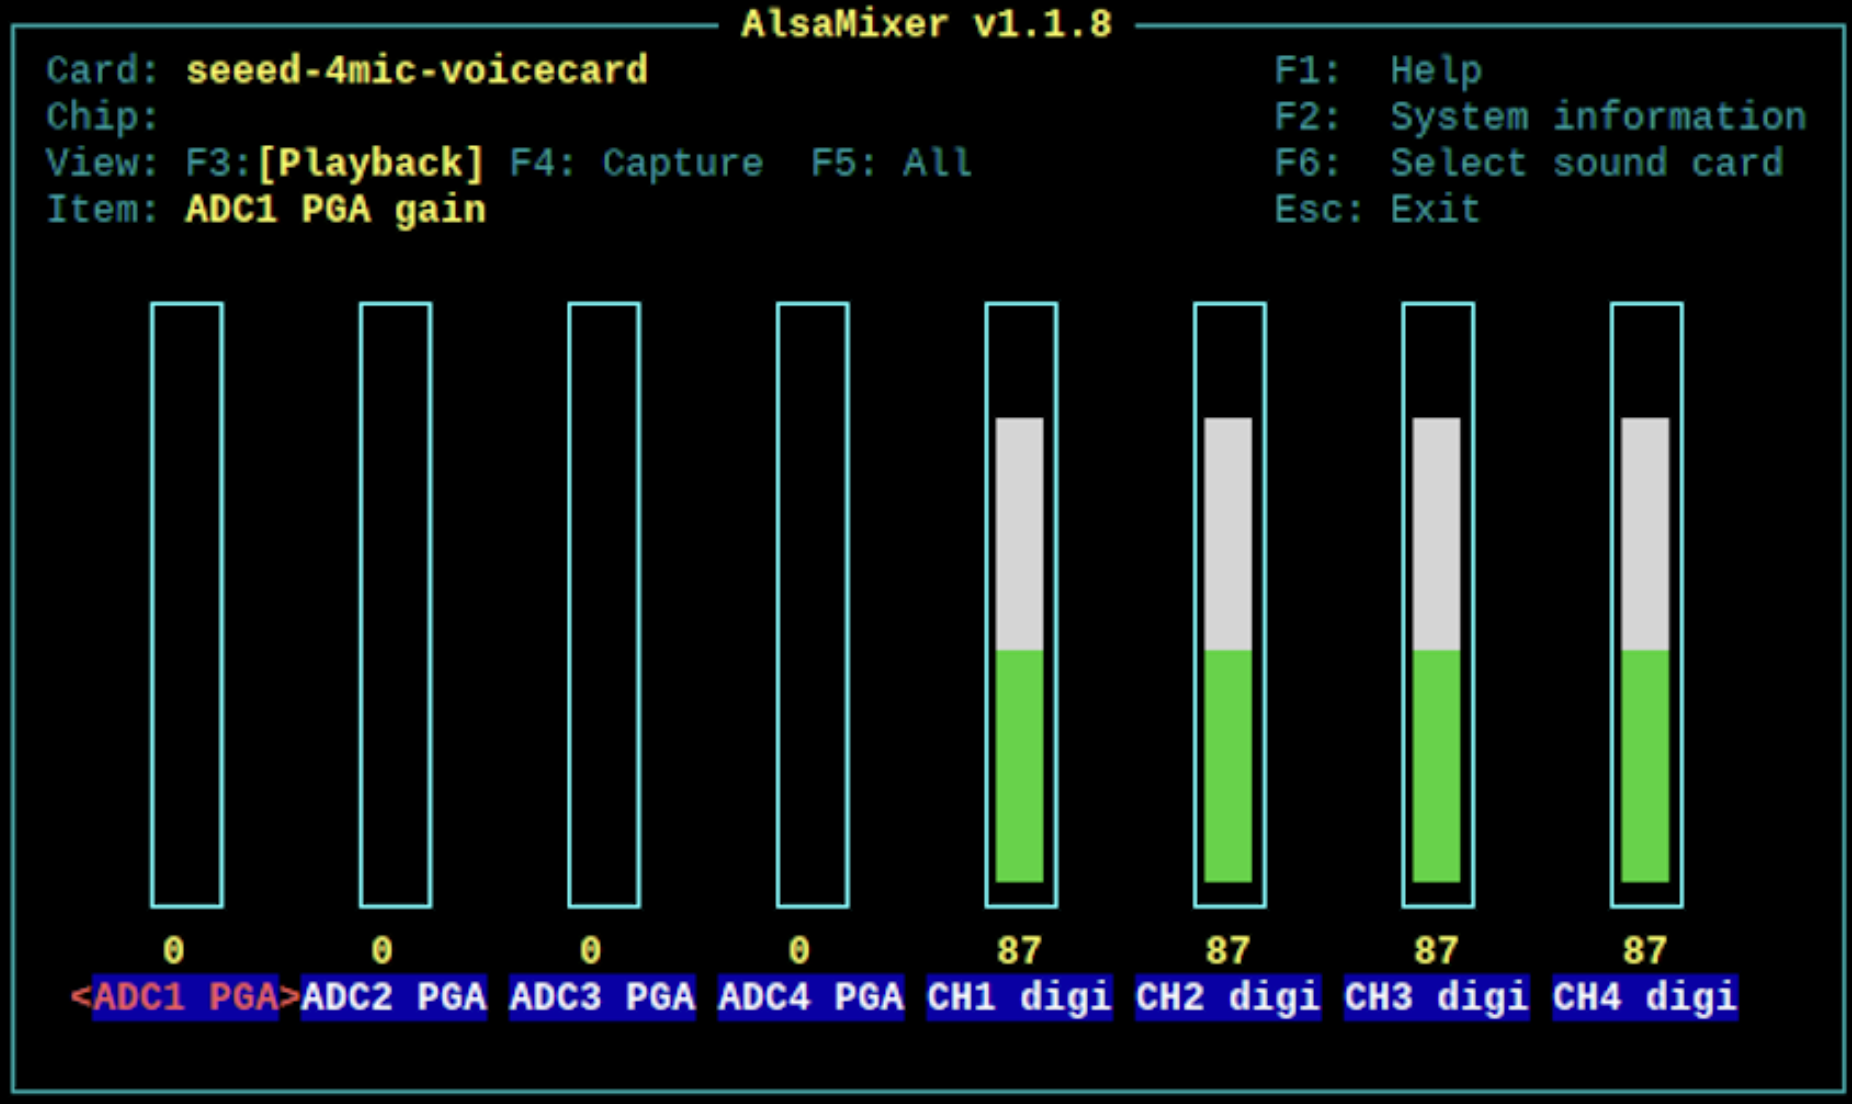 AlsaMixer v1.1.8
Card: seeed-4mic-voicecard F1: Help
Chip: F2: System information
View: F3:[Playback] F4: Capture F5: All F6: Select sound card
Item: ADC1 PGA gain Esc: Exit
0 0 0 0 87 87 87 87
<ADC1 PGA>ADC2 PGA ADC3 PGA ADC4 PGA CH1 digi CH2 digi CH3 digi CH4 digi